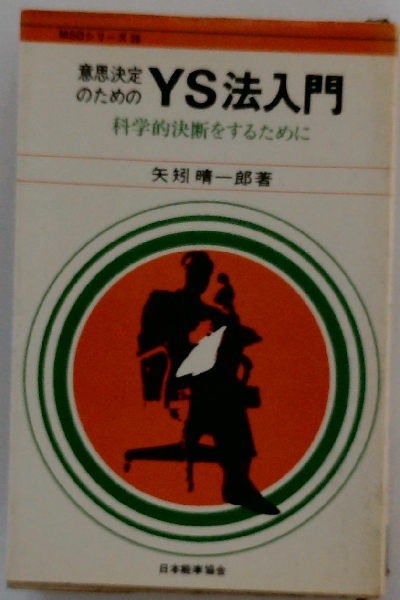 MSDシリーズ 28
意思決定
のための
YS法入門
科学的決断をするために
矢矧晴一郎著
日本能率協会